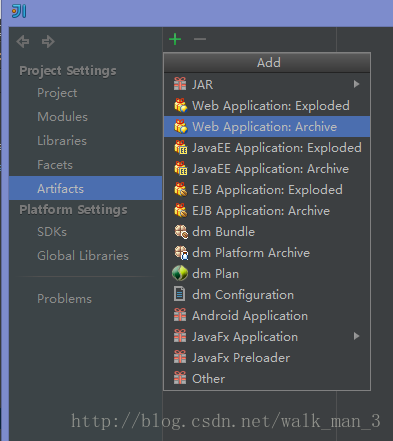 Project Settings
Project
Modules
Libraries
Facets
Artifacts
Platform Settings
SDKs
Global Libraries
Problems
Add
JAR
Web Application: Exploded
Web Application: Archive
JavaEE Application: Exploded
JavaEE Application: Archive
EJB Application: Exploded
EJB Application: Archive
dm Bundle
dm Platform Archive
dm Plan
dm Configuration
Android Application
JavaFx Application
JavaFx Preloader
Other
http://blog.csdn.net/walk_man_3